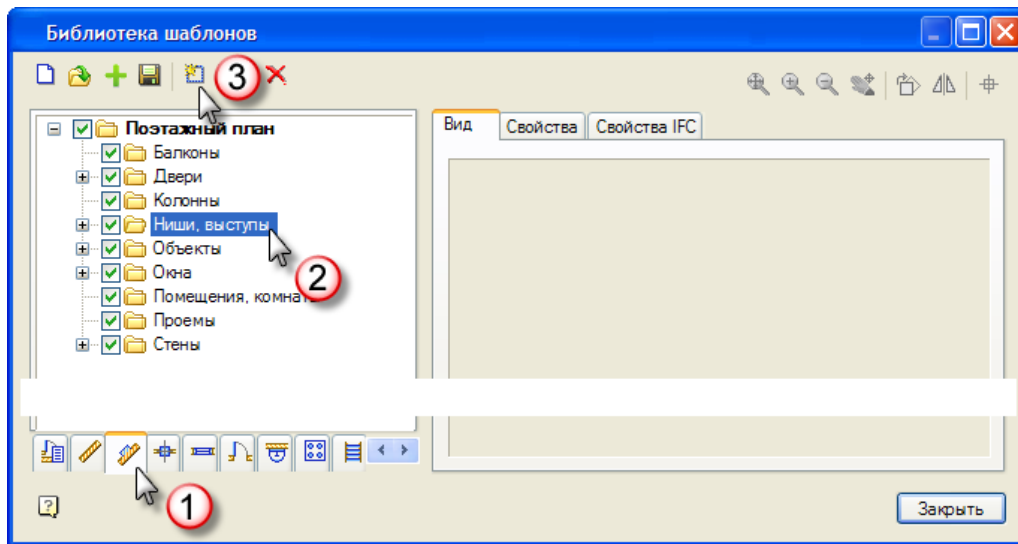 Библиотека шаблонов
3
Поэтажный план
Балконы
Двери
Колонны
Ниши, выступы
Объекты
Окна
Помещения, комнаты
Проемы
Стены
2
Вид
Свойства
Свойства IFC
1
?
Закрыть